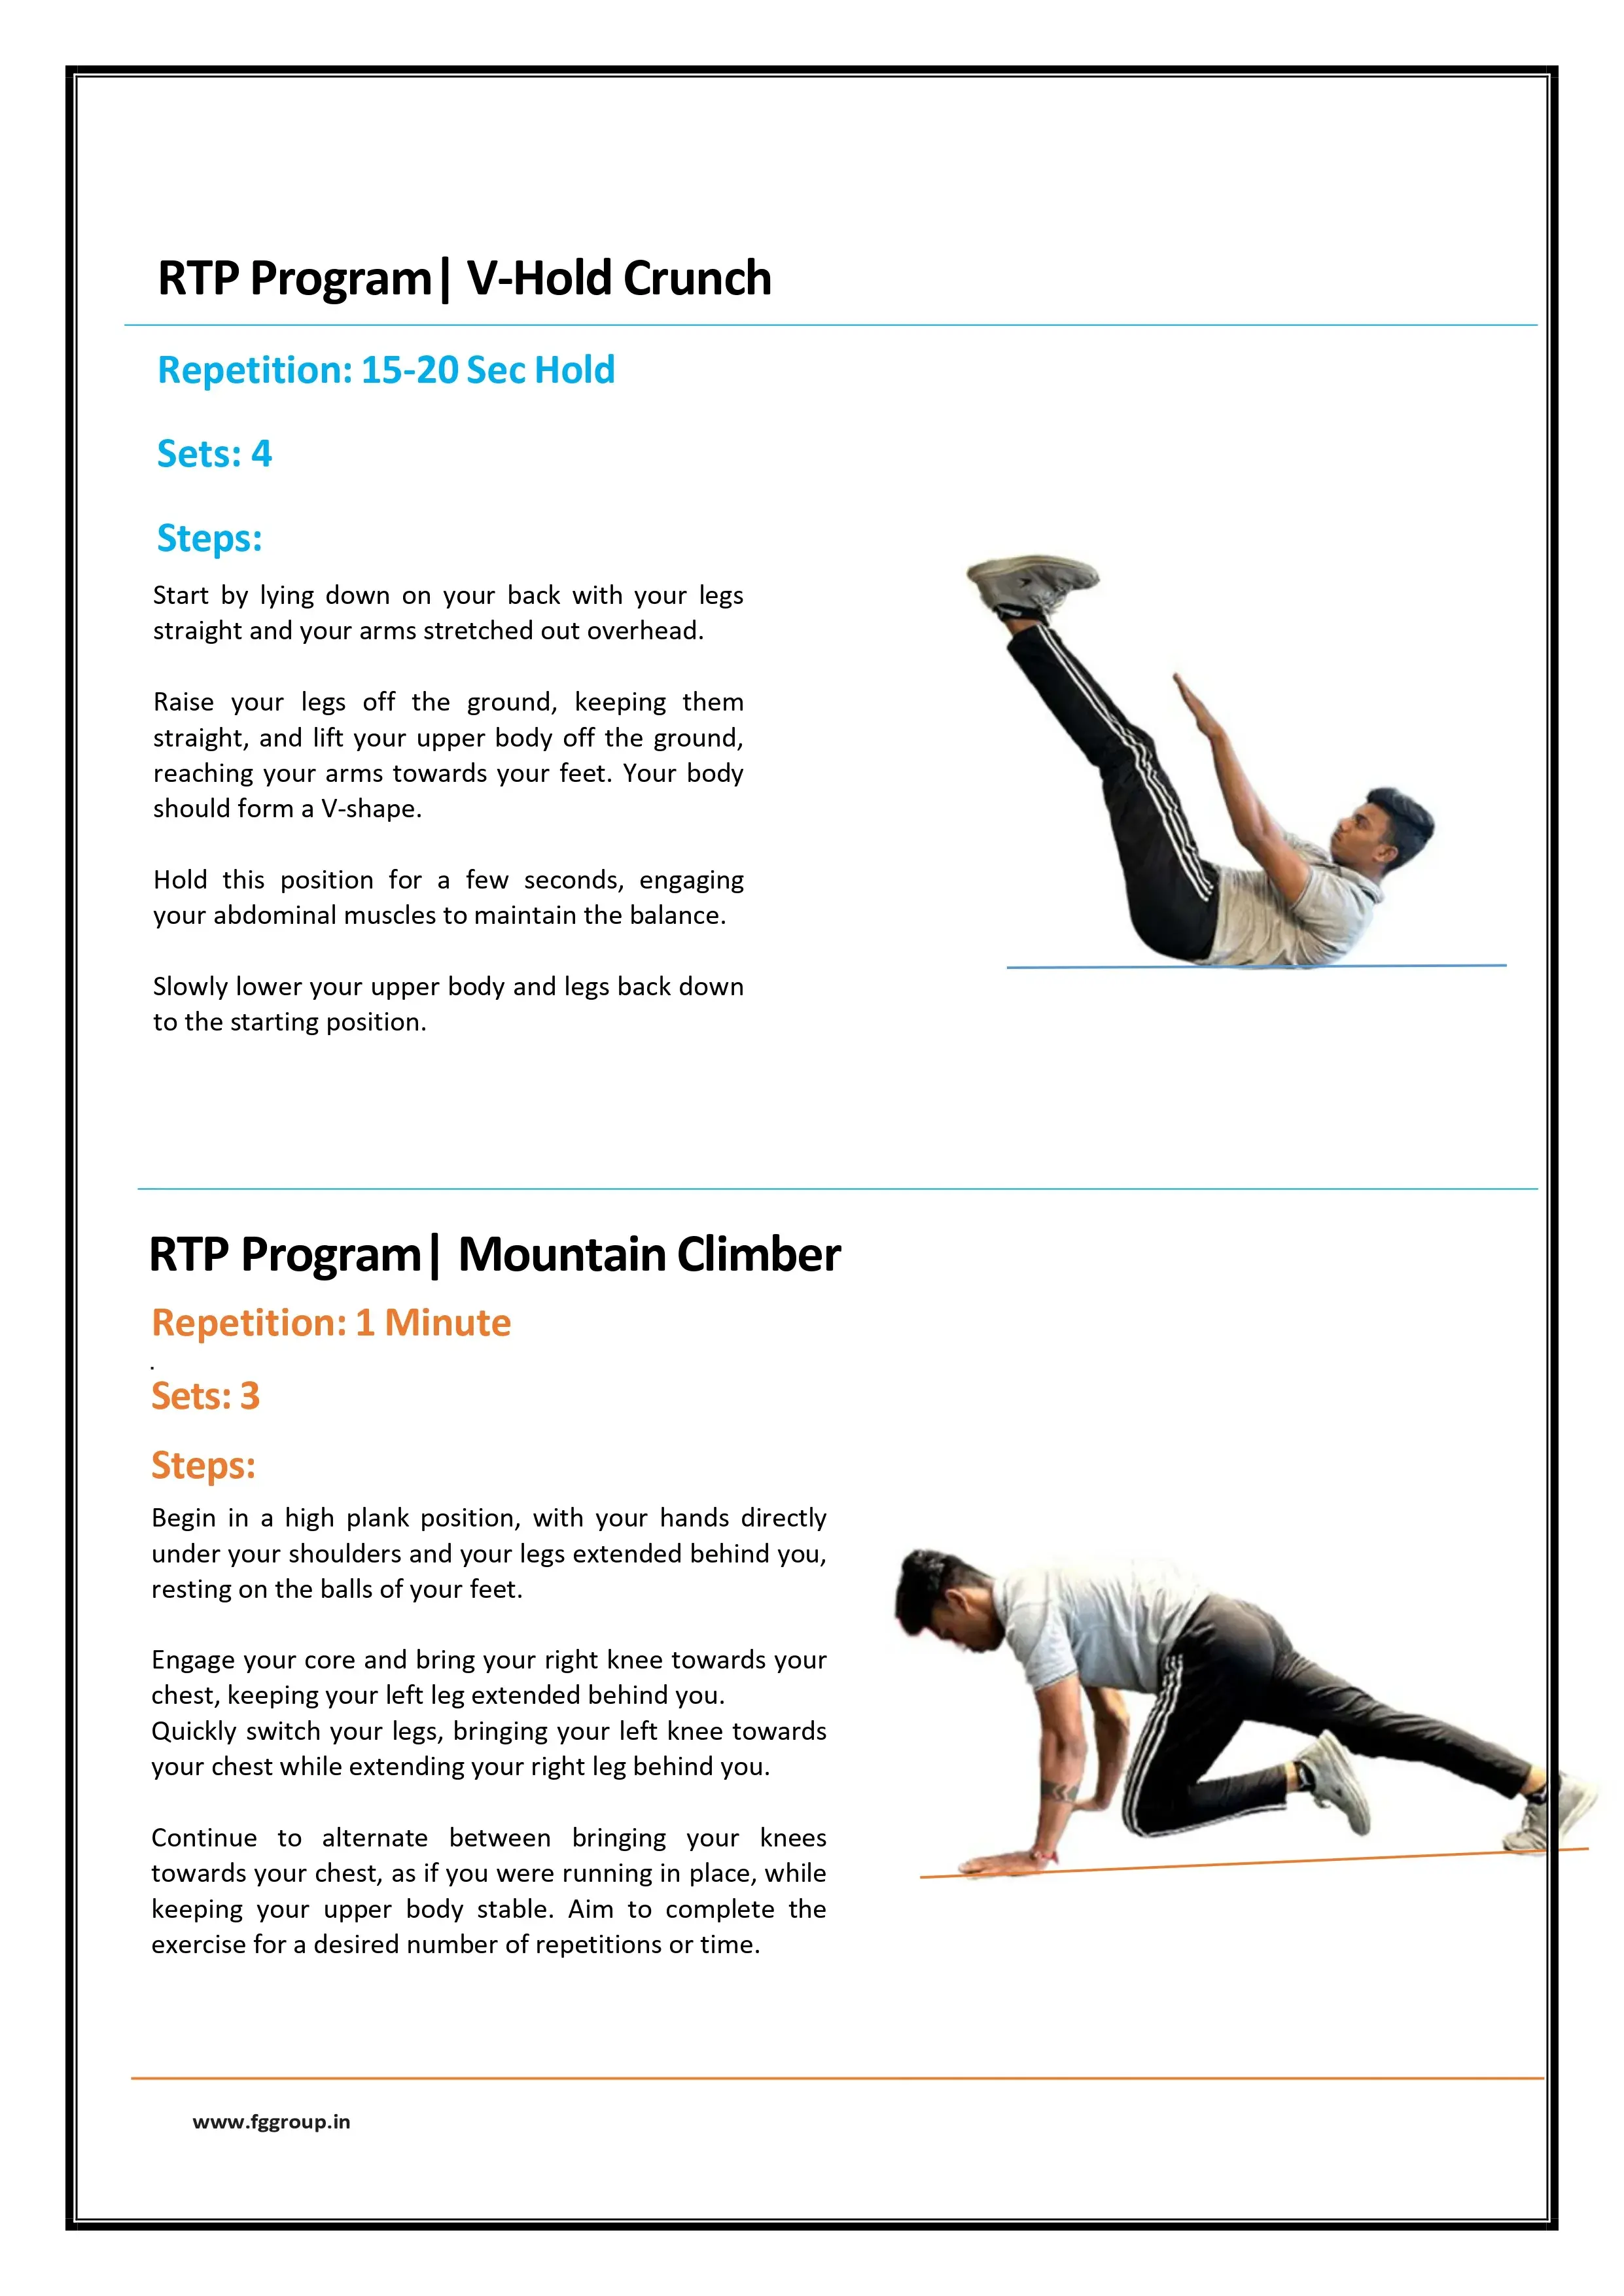 RTP Program| V-Hold Crunch
Repetition: 15-20 Sec Hold
Sets: 4
Steps:
Start by lying down on your back with your legs
straight and your arms stretched out overhead.
Raise your legs off the ground, keeping them
straight, and lift your upper body off the ground,
reaching your arms towards your feet. Your body
should form a V-shape.
Hold this position for a few seconds, engaging
your abdominal muscles to maintain the balance.
Slowly lower your upper body and legs back down
to the starting position.
RTP Program| Mountain Climber
Repetition: 1 Minute
.
Sets: 3
Steps:
Begin in a high plank position, with your hands directly
under your shoulders and your legs extended behind you,
resting on the balls of your feet.
Engage your core and bring your right knee towards your
chest, keeping your left leg extended behind you.
Quickly switch your legs, bringing your left knee towards
your chest while extending your right leg behind you.
Continue to alternate between bringing your knees
towards your chest, as if you were running in place, while
keeping your upper body stable. Aim to complete the
exercise for a desired number of repetitions or time.
www.fggroup.in